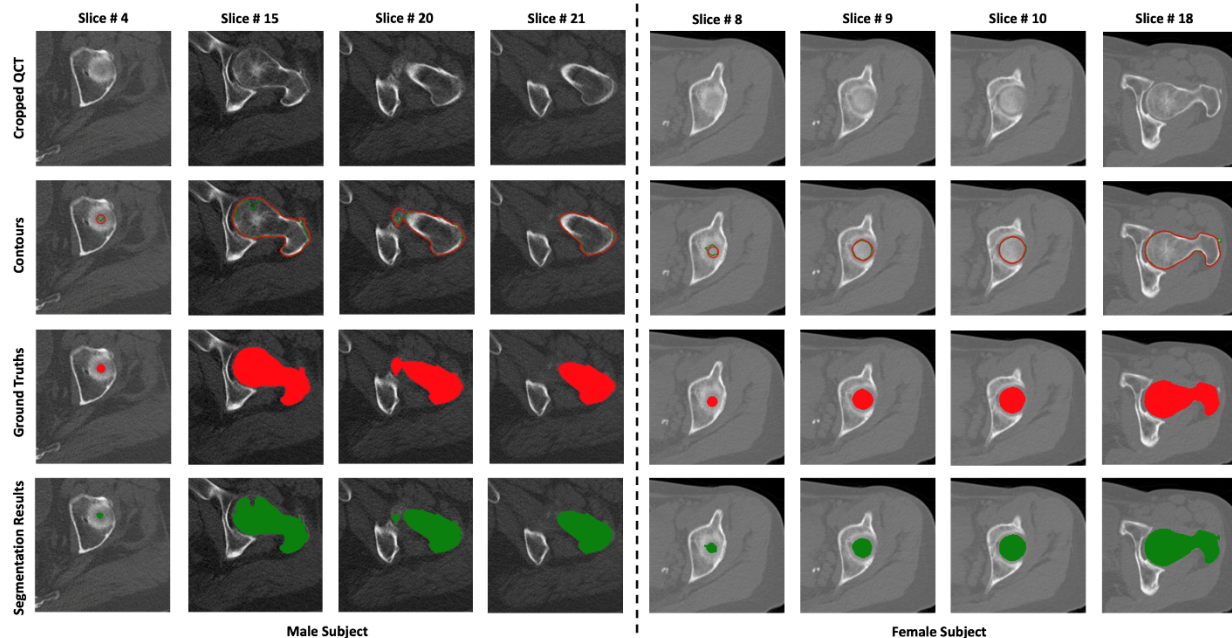 Slice # 4
Slice # 15
Slice # 20
Slice # 21
Slice # 8
Slice # 9
Slice # 10
Slice # 18
Cropped QCT
Contours
Ground Truths
Segmentation Results
Male Subject
Female Subject